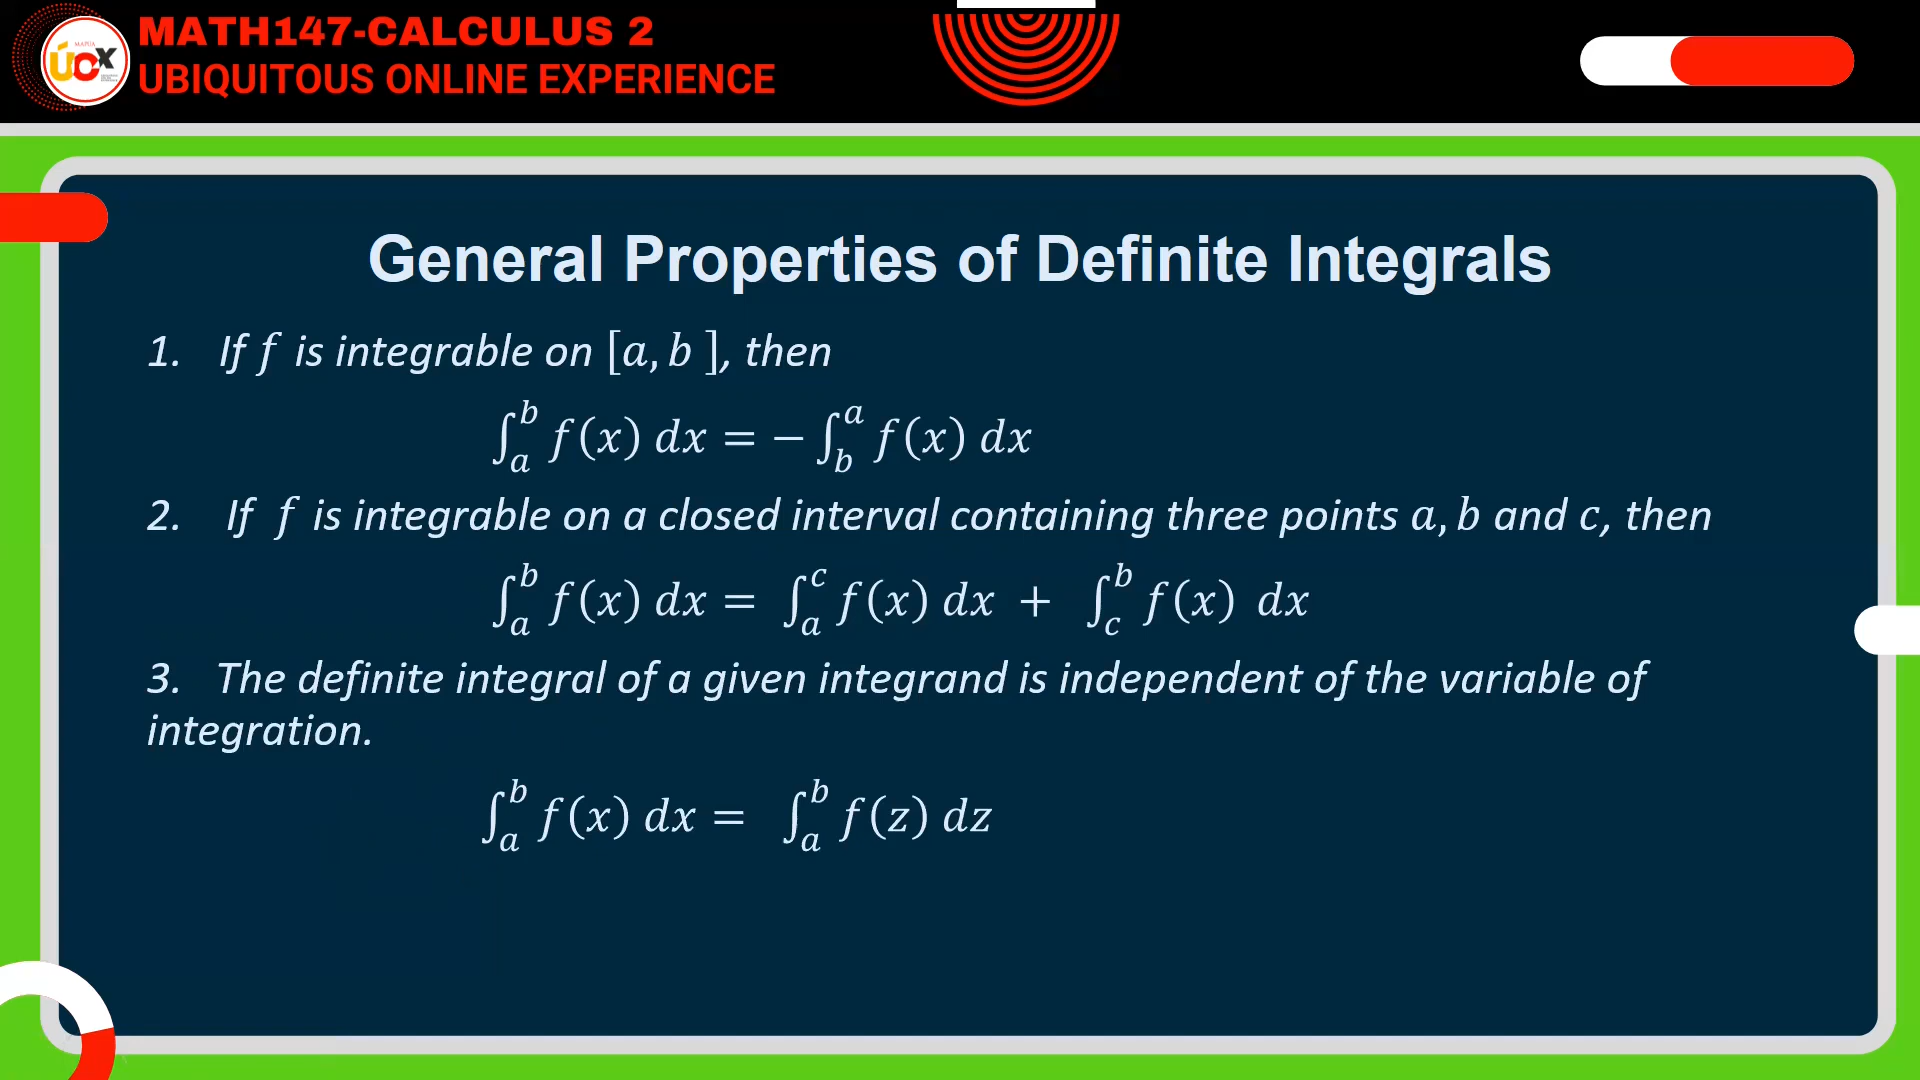 MATH147-CALCULUS 2
MAPÚA
ÚCX
UBIQUITOUS ONLINE EXPERIENCE
General Properties of Definite Integrals
1. If f is integrable on [a, b ], then
∫_a^b f(x) dx = − ∫_b^a f(x) dx
2. If f is integrable on a closed interval containing three points a, b and c, then
∫_a^b f(x) dx = ∫_a^c f(x) dx + ∫_c^b f(x) dx
3. The definite integral of a given integrand is independent of the variable of
integration.
∫_a^b f(x) dx = ∫_a^b f(z) dz